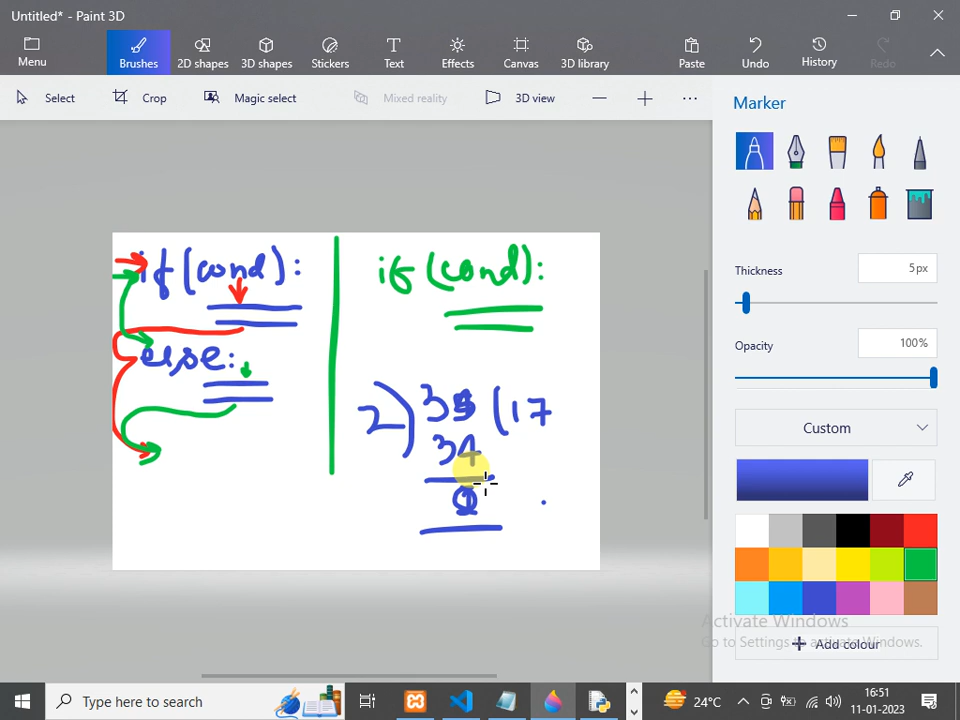 Untitled* - Paint 3D
Menu
Brushes
2D shapes
3D shapes
Stickers
Text
Effects
Canvas
3D library
Paste
Undo
History
Redo
Select
Crop
Magic select
Mixed reality
3D view
Marker
Thickness
5px
Opacity
100%
Custom
Add colour
Activate Windows
Go to Settings to activate Windows.
if (cond):
else:
if (cond):
2) 35 (17
34
Type here to search
24°C
16:51
11-01-2023